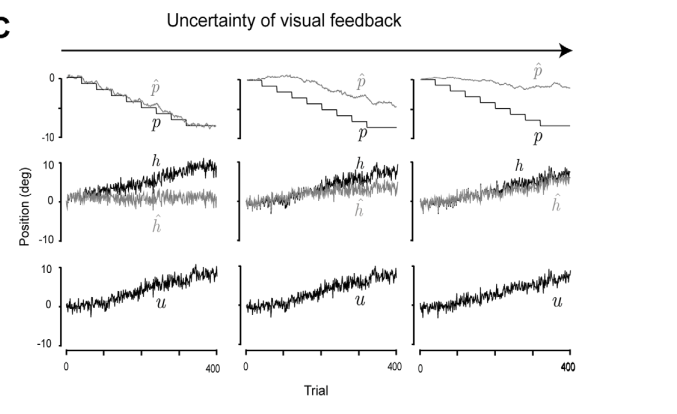 C
Uncertainty of visual feedback
0
-10
p̂
p
p̂
p
p̂
p
Position (deg)
10
0
-10
h
ĥ
h
ĥ
h
ĥ
10
0
-10
u
u
u
0
400
0
400
0
400
Trial